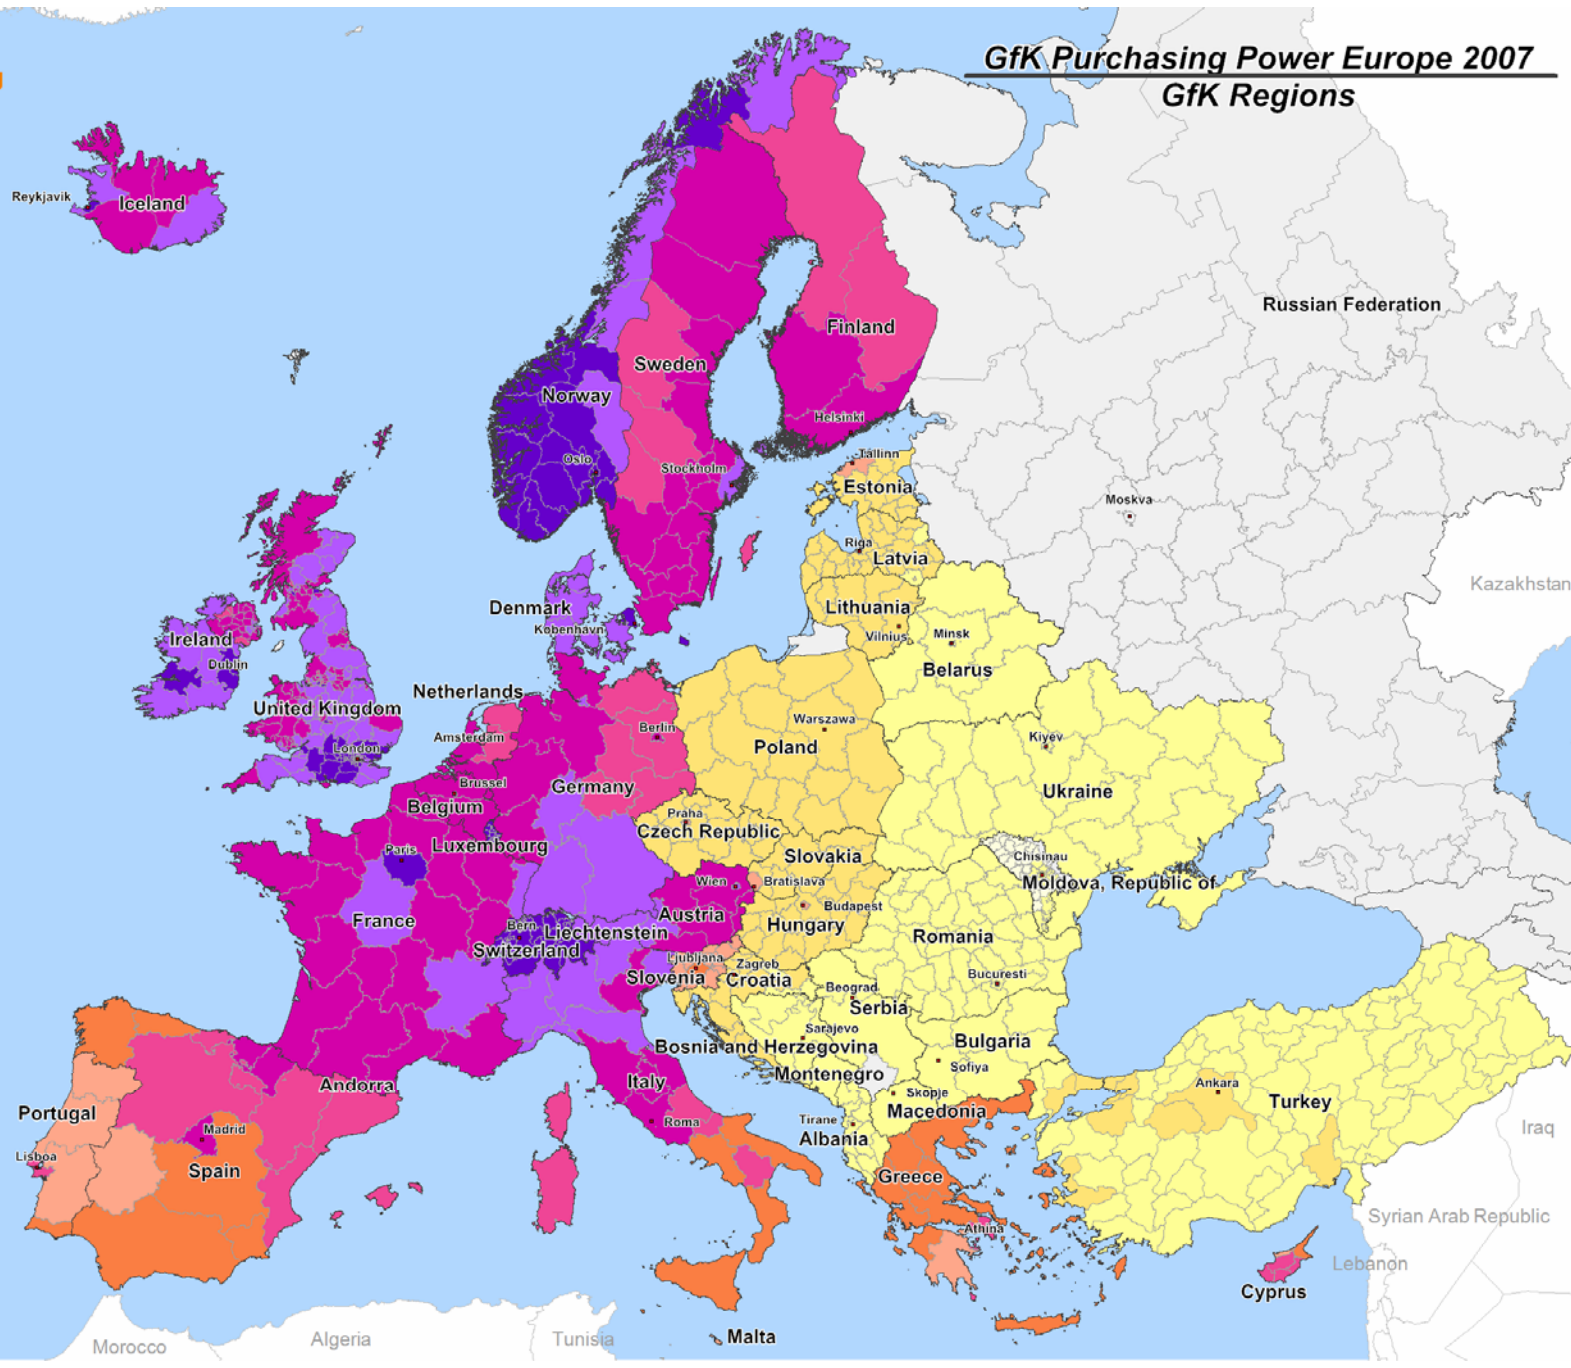 GfK Purchasing Power Europe 2007
GfK Regions
Reykjavik
Iceland
Russian Federation
Finland
Sweden
Norway
Helsinki
Tallinn
Oslo
Stockholm
Estonia
Moskva
Riga
Latvia
Kazakhstan
Denmark
Lithuania
Kobenhavn
Vilnius
Minsk
Ireland
Dublin
Belarus
Netherlands
United Kingdom
Warszawa
Berlin
Amsterdam
Kiyev
London
Poland
Brussel
Germany
Ukraine
Belgium
Praha
Czech Republic
Paris
Luxembourg
Slovakia
Chisinau
Wien
Bratislava
Moldova, Republic of
France
Austria
Budapest
Bern
Liechtenstein
Hungary
Switzerland
Romania
Ljubljana
Zagreb
Slovenia
Croatia
Bucuresti
Beograd
Serbia
Sarajevo
Bosnia and Herzegovina
Bulgaria
Sofiya
Montenegro
Italy
Andorra
Ankara
Skopje
Turkey
Portugal
Macedonia
Roma
Tirane
Madrid
Albania
Iraq
Lisboa
Spain
Greece
Syrian Arab Republic
Athina
Lebanon
Cyprus
Morocco
Algeria
Tunisia
Malta